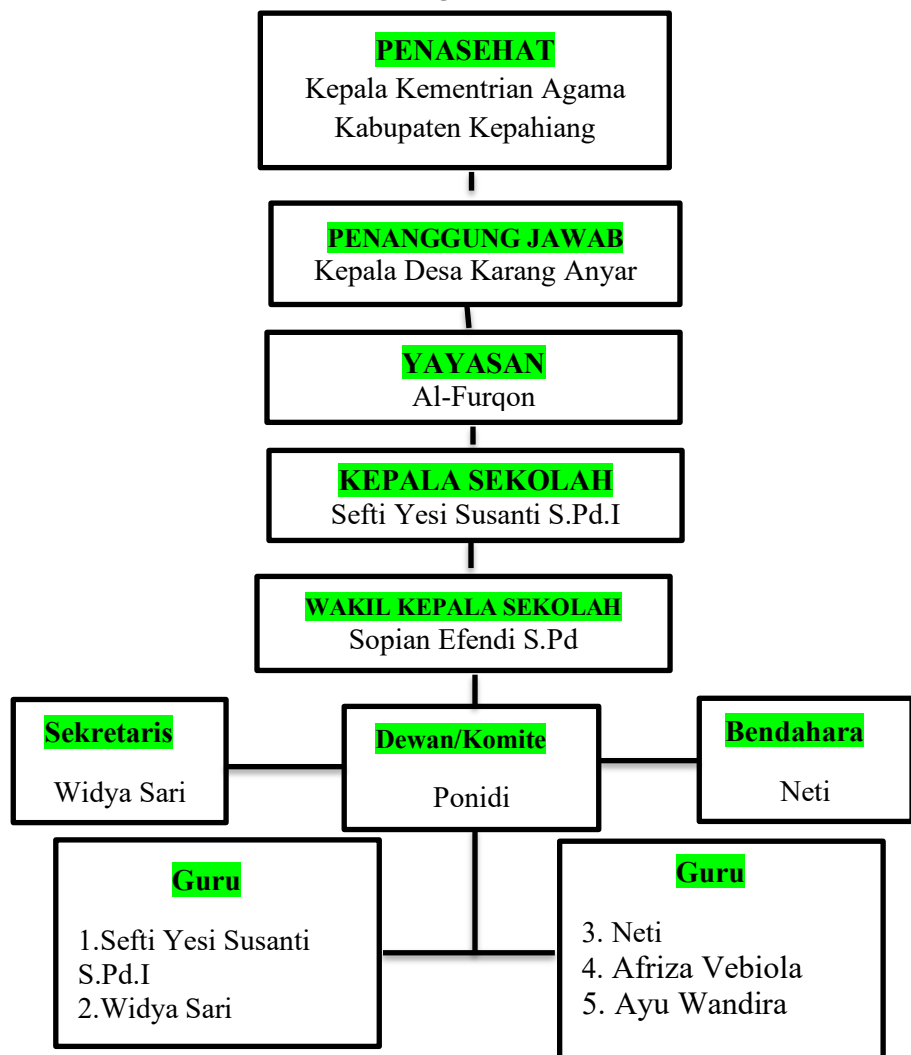 PENASEHAT
Kepala Kementrian Agama
Kabupaten Kepahiang
PENANGGUNG JAWAB
Kepala Desa Karang Anyar
YAYASAN
Al-Furqon
KEPALA SEKOLAH
Sefti Yesi Susanti S.Pd.I
WAKIL KEPALA SEKOLAH
Sopian Efendi S.Pd
Sekretaris
Widya Sari
Dewan/Komite
Ponidi
Bendahara
Neti
Guru
1.Sefti Yesi Susanti
S.Pd.I
2.Widya Sari
Guru
3. Neti
4. Afriza Vebiola
5. Ayu Wandira